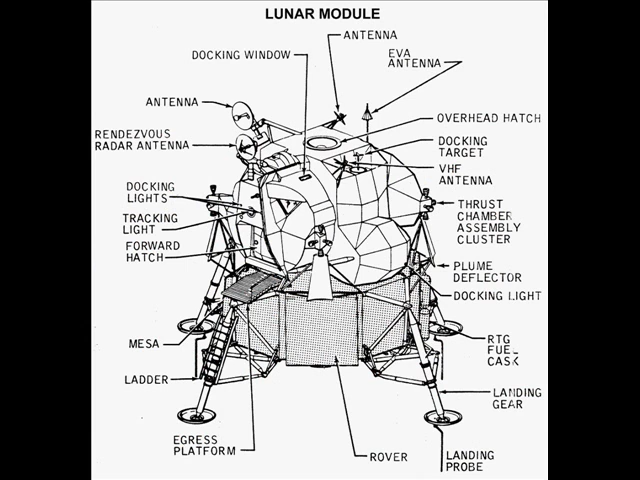 LUNAR MODULE
ANTENNA
EVA
ANTENNA
DOCKING WINDOW
ANTENNA
OVERHEAD HATCH
RENDEZVOUS
RADAR ANTENNA
DOCKING
TARGET
VHF
ANTENNA
DOCKING
LIGHTS
TRACKING
LIGHT
FORWARD
HATCH
THRUST
CHAMBER
ASSEMBLY
CLUSTER
PLUME
DEFLECTOR
DOCKING LIGHT
MESA
RTG
FUEL
CASK
LADDER
LANDING
GEAR
EGRESS
PLATFORM
ROVER
LANDING
PROBE